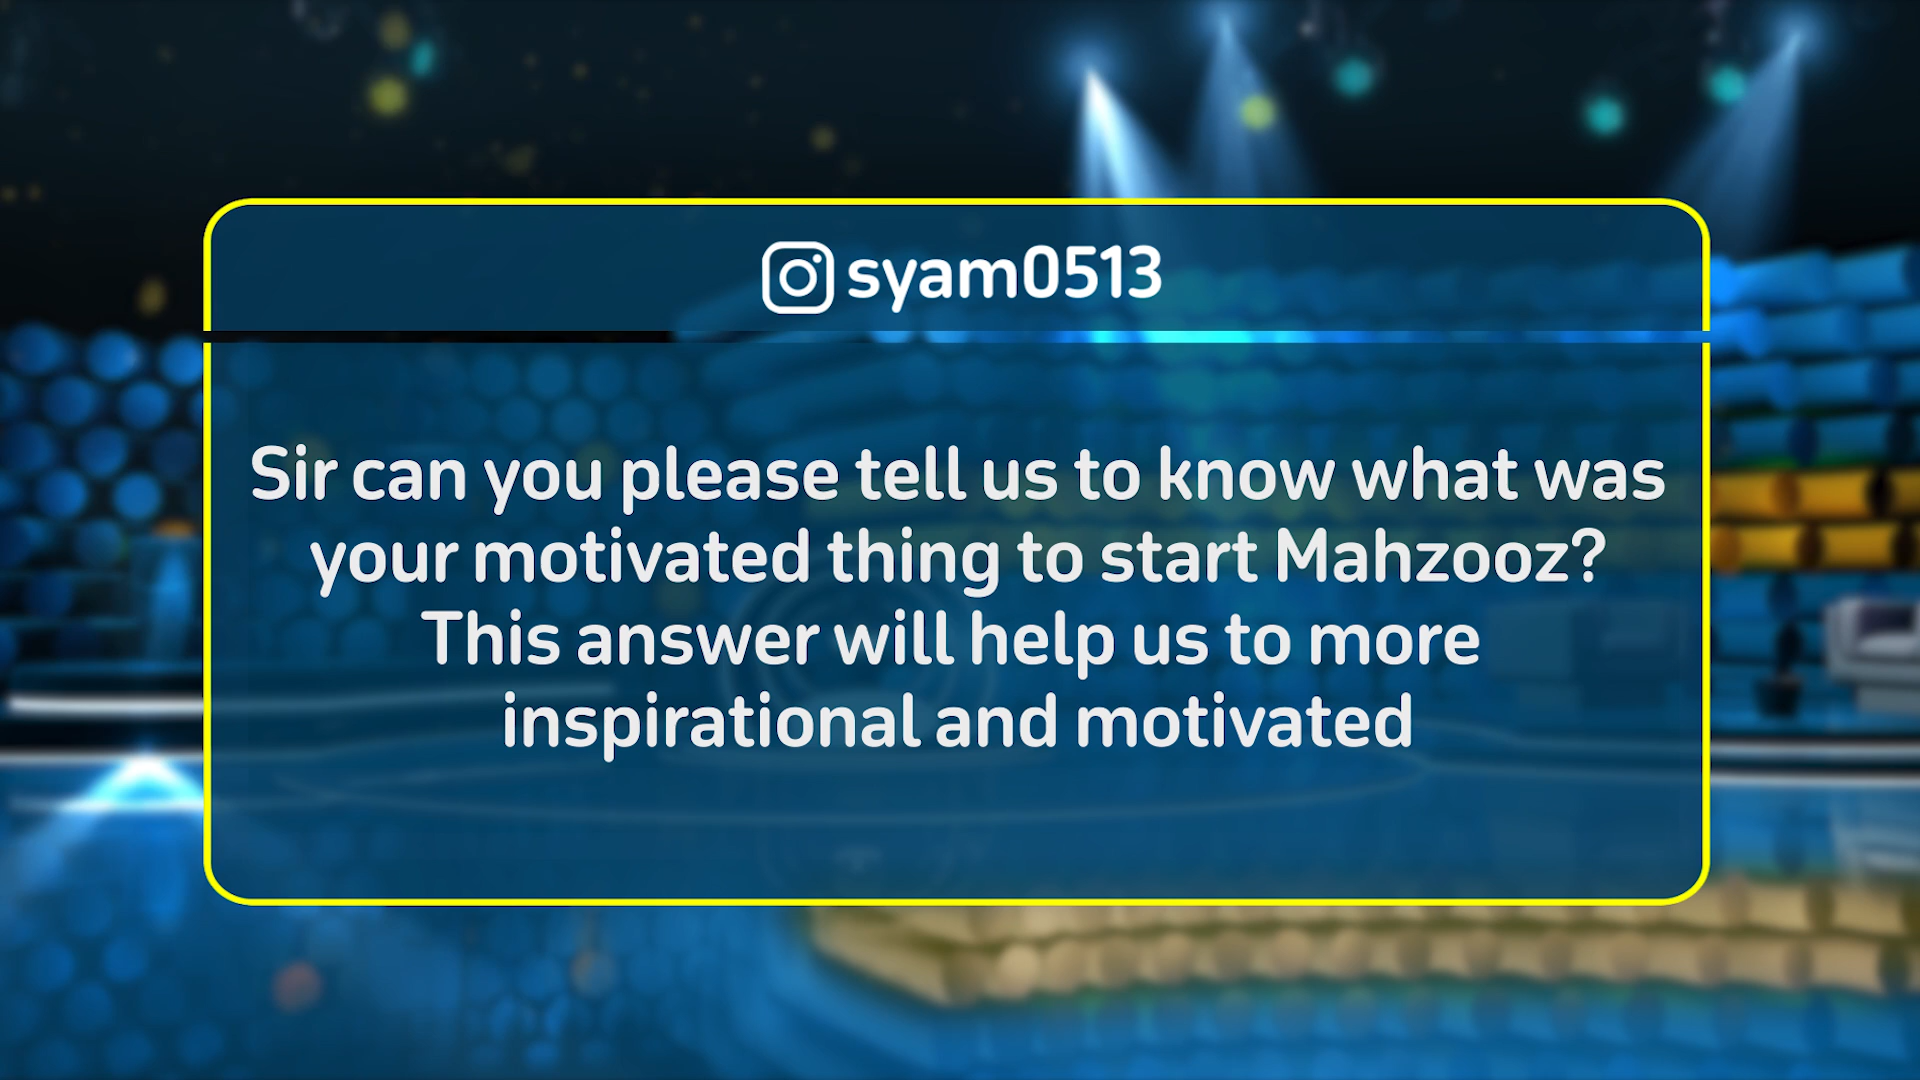 syam0513
Sir can you please tell us to know what was
your motivated thing to start Mahzooz?
This answer will help us to more
inspirational and motivated